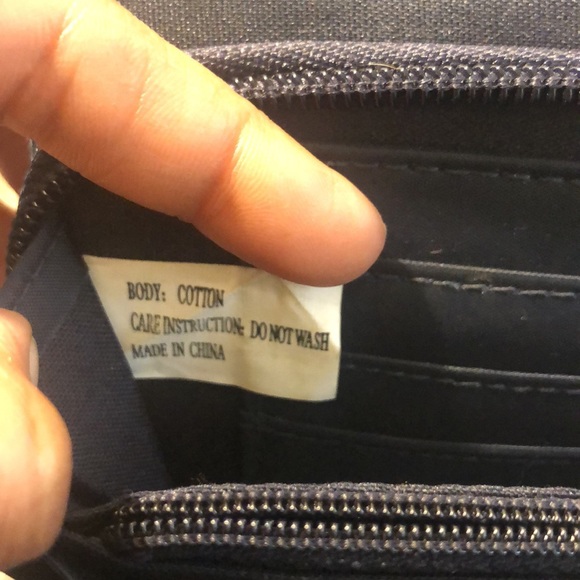 BODY: COTTON
CARE INSTRUCTION: DO NOT WASH
MADE IN CHINA